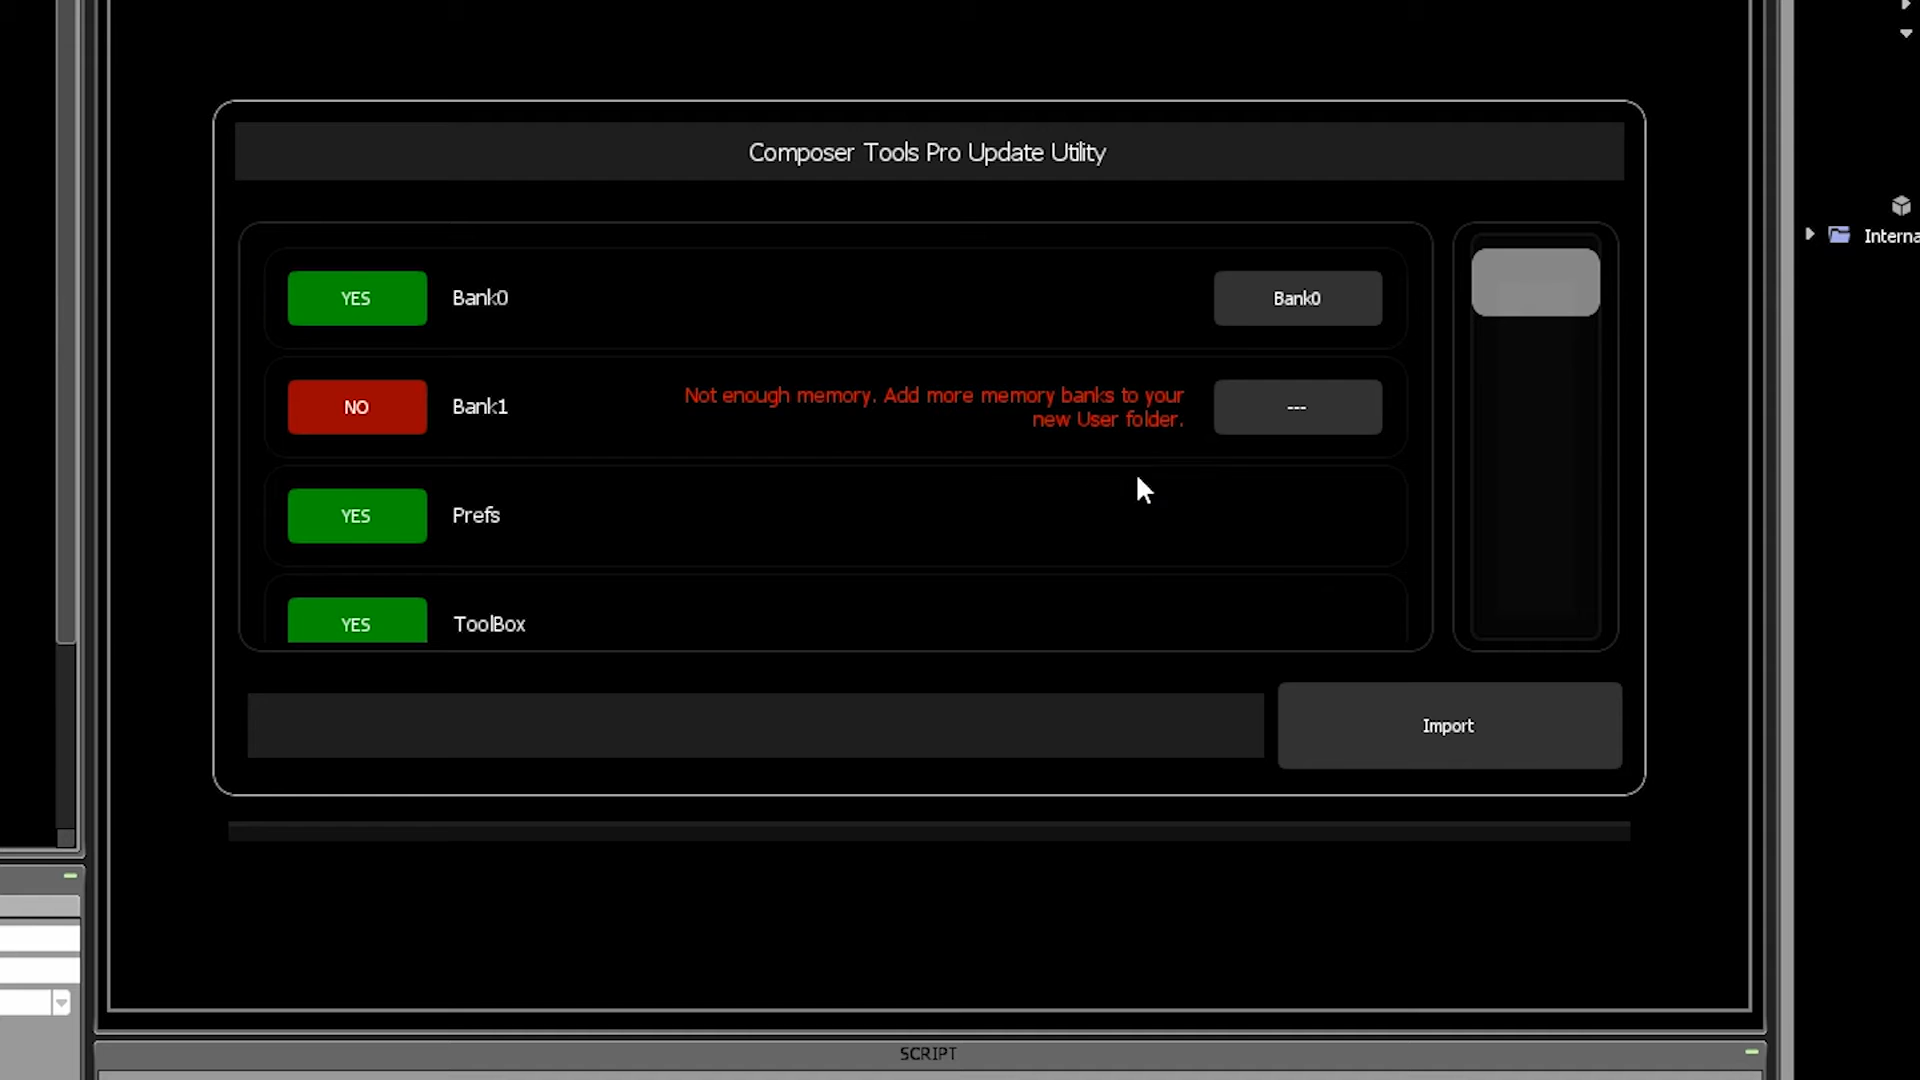 Composer Tools Pro Update Utility
Interna
YES Bank0 Bank0
NO Bank1 Not enough memory. Add more memory banks to your
new User folder. ---
YES Prefs
YES ToolBox
Import
SCRIPT